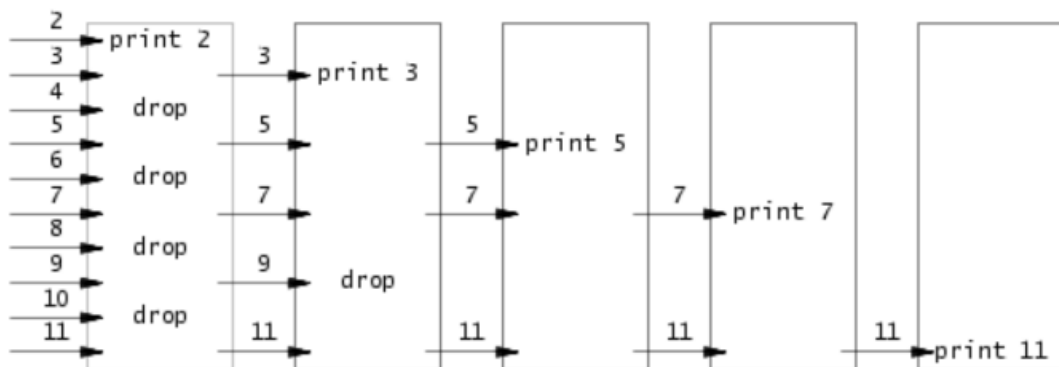 2 print 2
3 3 print 3
4 drop
5 5 5 print 5
6 drop
7 7 7 7 print 7
8 drop
9 9 drop
10 drop
11 11 11 11 11 print 11